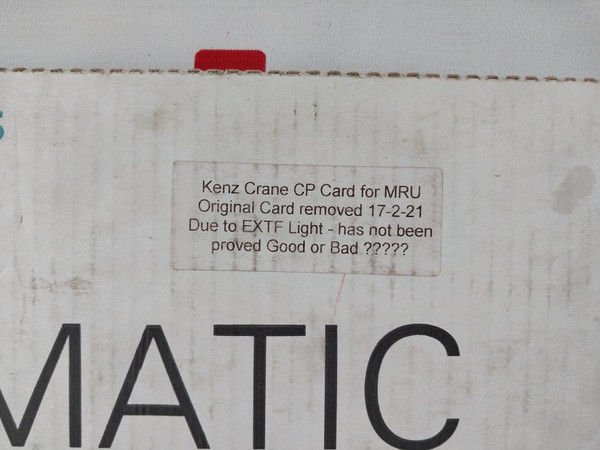 s
Kenz Crane CP Card for MRU
Original Card removed 17-2-21
Due to EXTF Light - has not been
proved Good or Bad ?????
MATIC